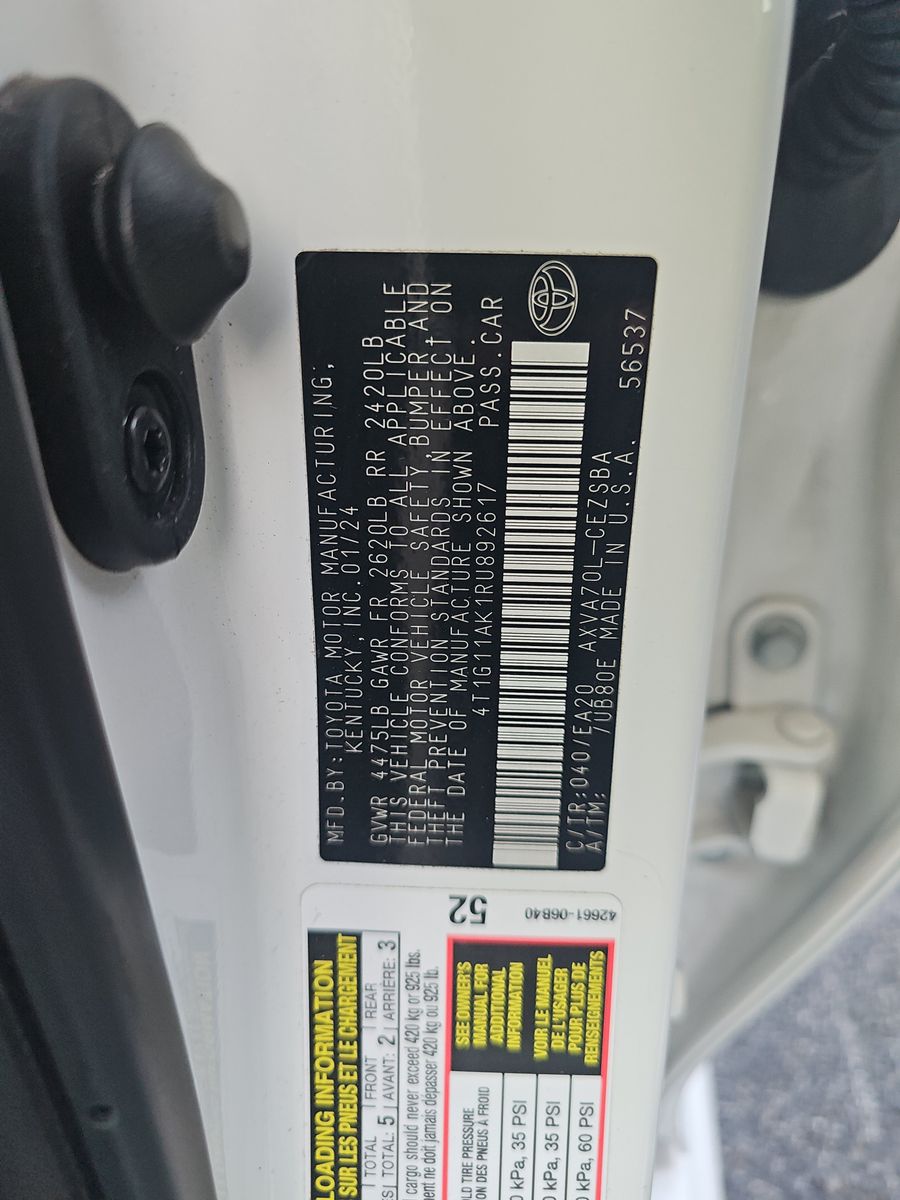 MFD.BY:TOYOTA MOTOR MANUFACTURING,
KENTUCKY, INC. 01/24
GVWR 4475LB GAWR FR 2620LB RR 2420LB
THIS VEHICLE CONFORMS TO ALL APPLICABLE
FEDERAL MOTOR VEHICLE SAFETY, BUMPER, AND
THEFT PREVENTION STANDARDS IN EFFECT ON
THE DATE OF MANUFACTURE SHOWN ABOVE.
4T1G11AK1RU892617 PASS.CAR
C/TR:040/EA20 AXVA70L-CEZSBA 56537
A/TM: /UB80E MADE IN U.S.A.
LOADING INFORMATION
SUR LES PNEUS ET LE CHARGEMENT
TOTAL FRONT REAR
TOTAL: 5 AVANT: 2 ARRIÈRE: 3
cargo should never exceed 420 kg or 925 lbs.
ne doit jamais dépasser 420 kg ou 925 lb.
TIRE PRESSURE
DES PNEUS À FROID
kPa, 35 PSI
kPa, 35 PSI
kPa, 60 PSI
SEE OWNER'S
MANUAL FOR
ADDITIONAL
INFORMATION
VOIR LE MANUEL
DE L'USAGER
POUR PLUS DE
RENSEIGNEMENTS
52
42661-06B40